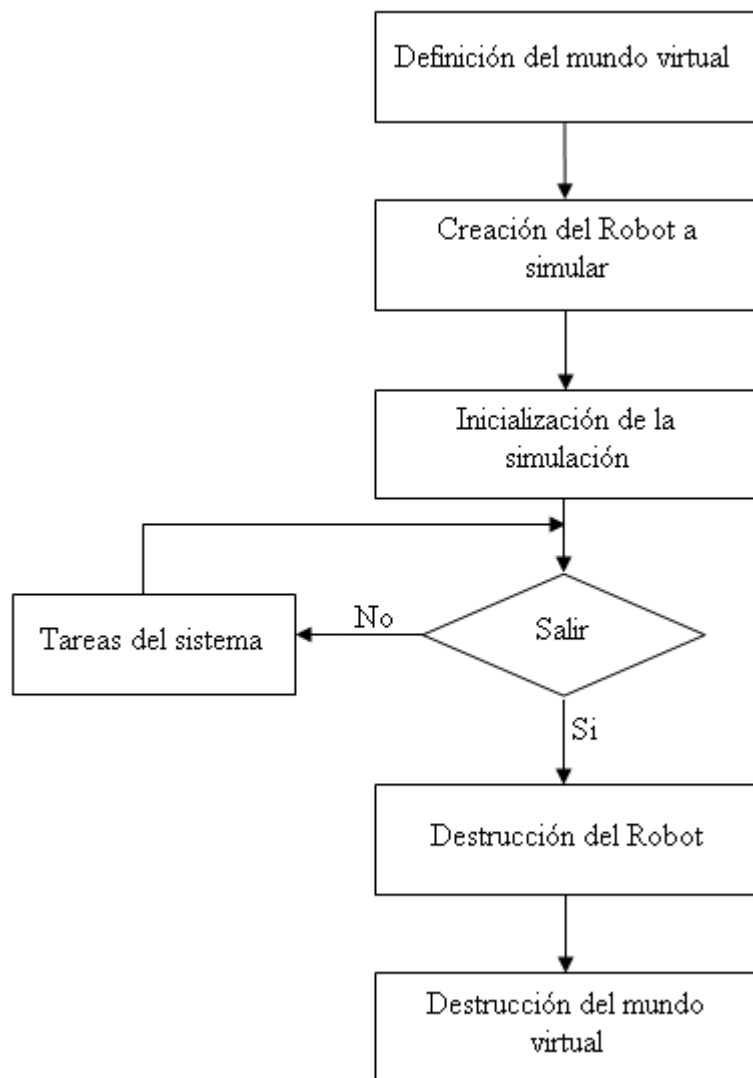 Definición del mundo virtual
Creación del Robot a
simular
Inicialización de la
simulación
Salir
No
Tareas del sistema
Si
Destrucción del Robot
Destrucción del mundo
virtual